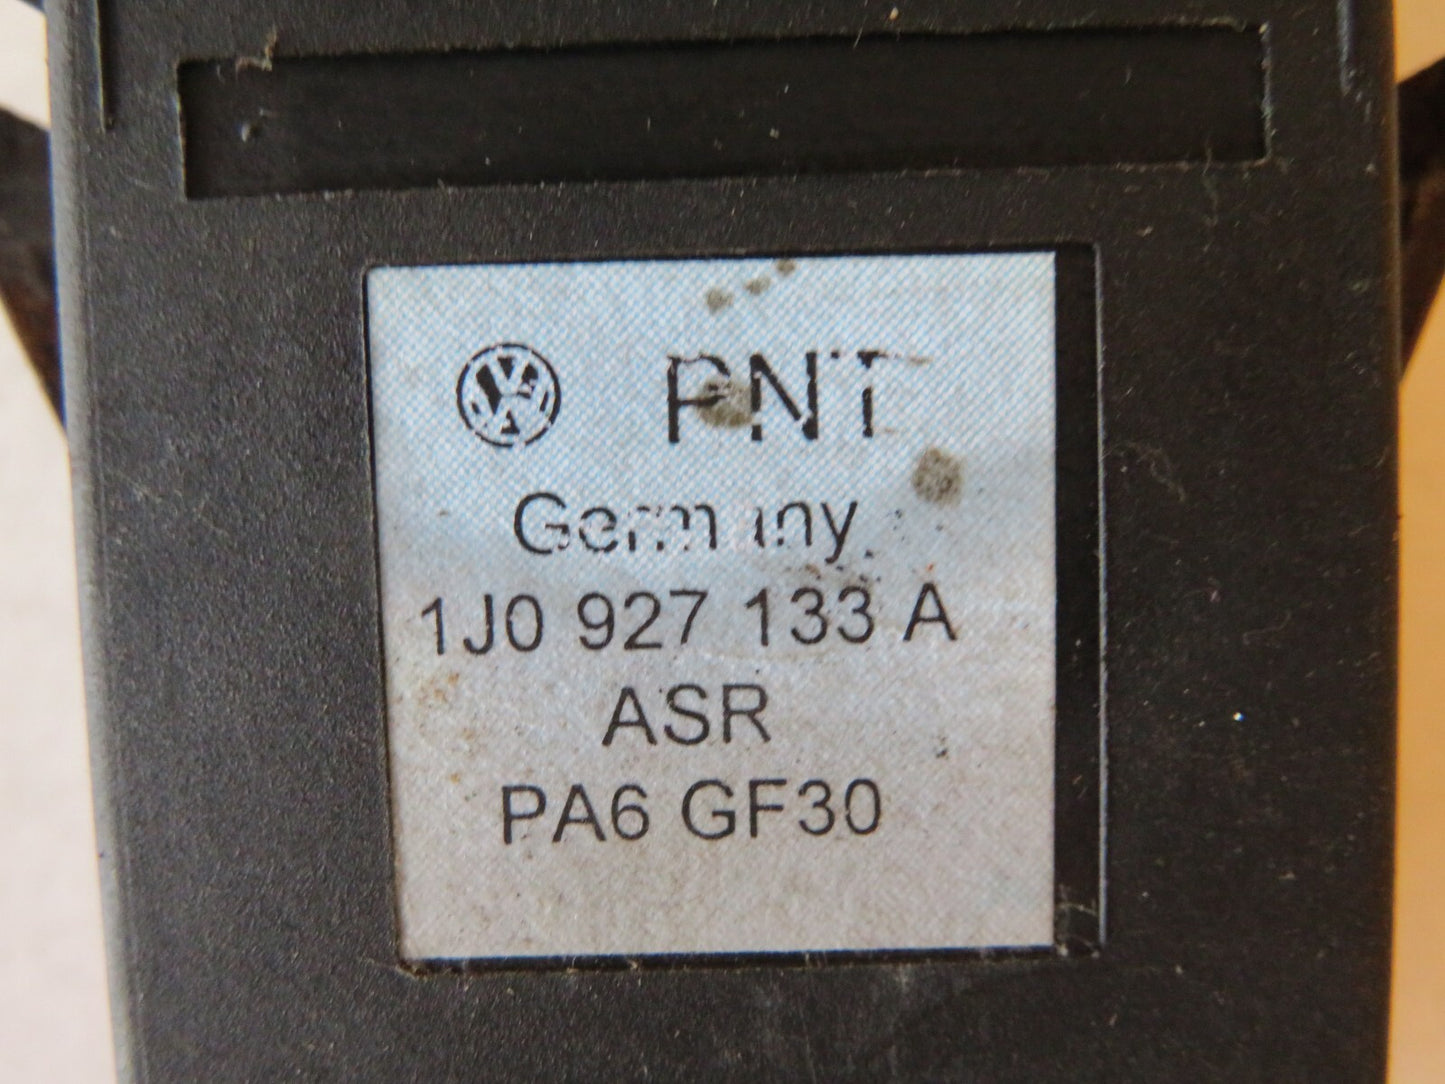 PNT
Germany
1J0 927 133 A
ASR
PA6 GF30